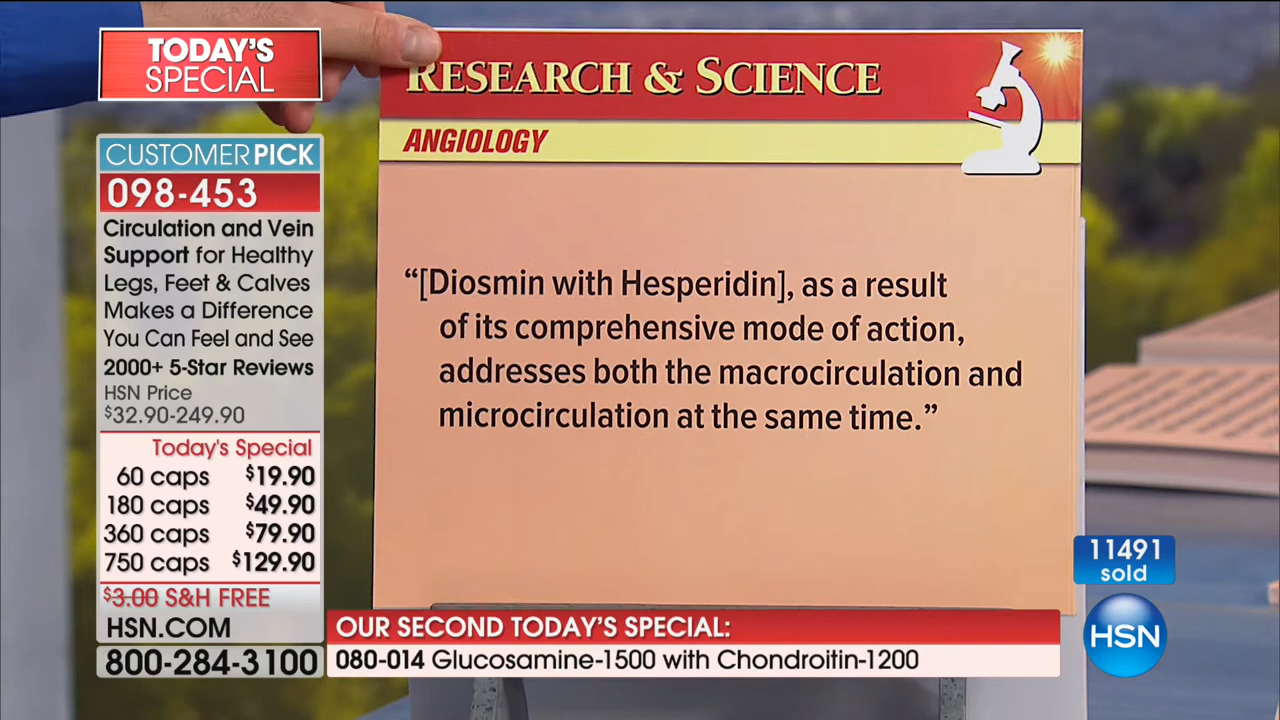 TODAY'S
SPECIAL
CUSTOMER PICK
098-453
Circulation and Vein
Support for Healthy
Legs, Feet & Calves
Makes a Difference
You Can Feel and See
2000+ 5-Star Reviews
HSN Price
$32.90-249.90
Today's Special
60 caps $19.90
180 caps $49.90
360 caps $79.90
750 caps $129.90
$3.00 S&H FREE
HSN.COM
800-284-3100
RESEARCH & SCIENCE
ANGIOLOGY
“[Diosmin with Hesperidin], as a result
of its comprehensive mode of action,
addresses both the macrocirculation and
microcirculation at the same time.”
11491
sold
HSN
OUR SECOND TODAY'S SPECIAL:
080-014 Glucosamine-1500 with Chondroitin-1200